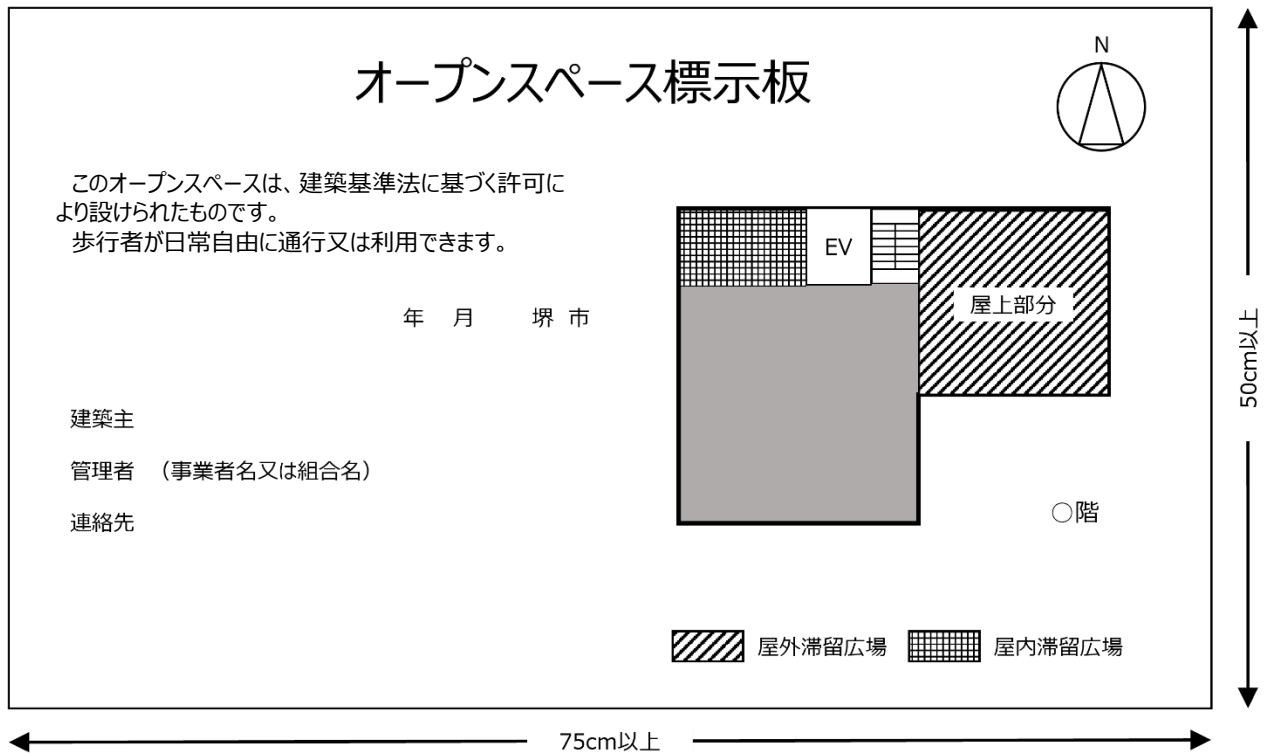 オープンスペース標示板
N
このオープンスペースは、建築基準法に基づく許可に
より設けられたものです。
歩行者が日常自由に通行又は利用できます。
年 月 堺 市
建築主
管理者 （事業者名又は組合名）
連絡先
EV
屋上部分
○階
屋外滞留広場 屋内滞留広場
50cm以上
75cm以上